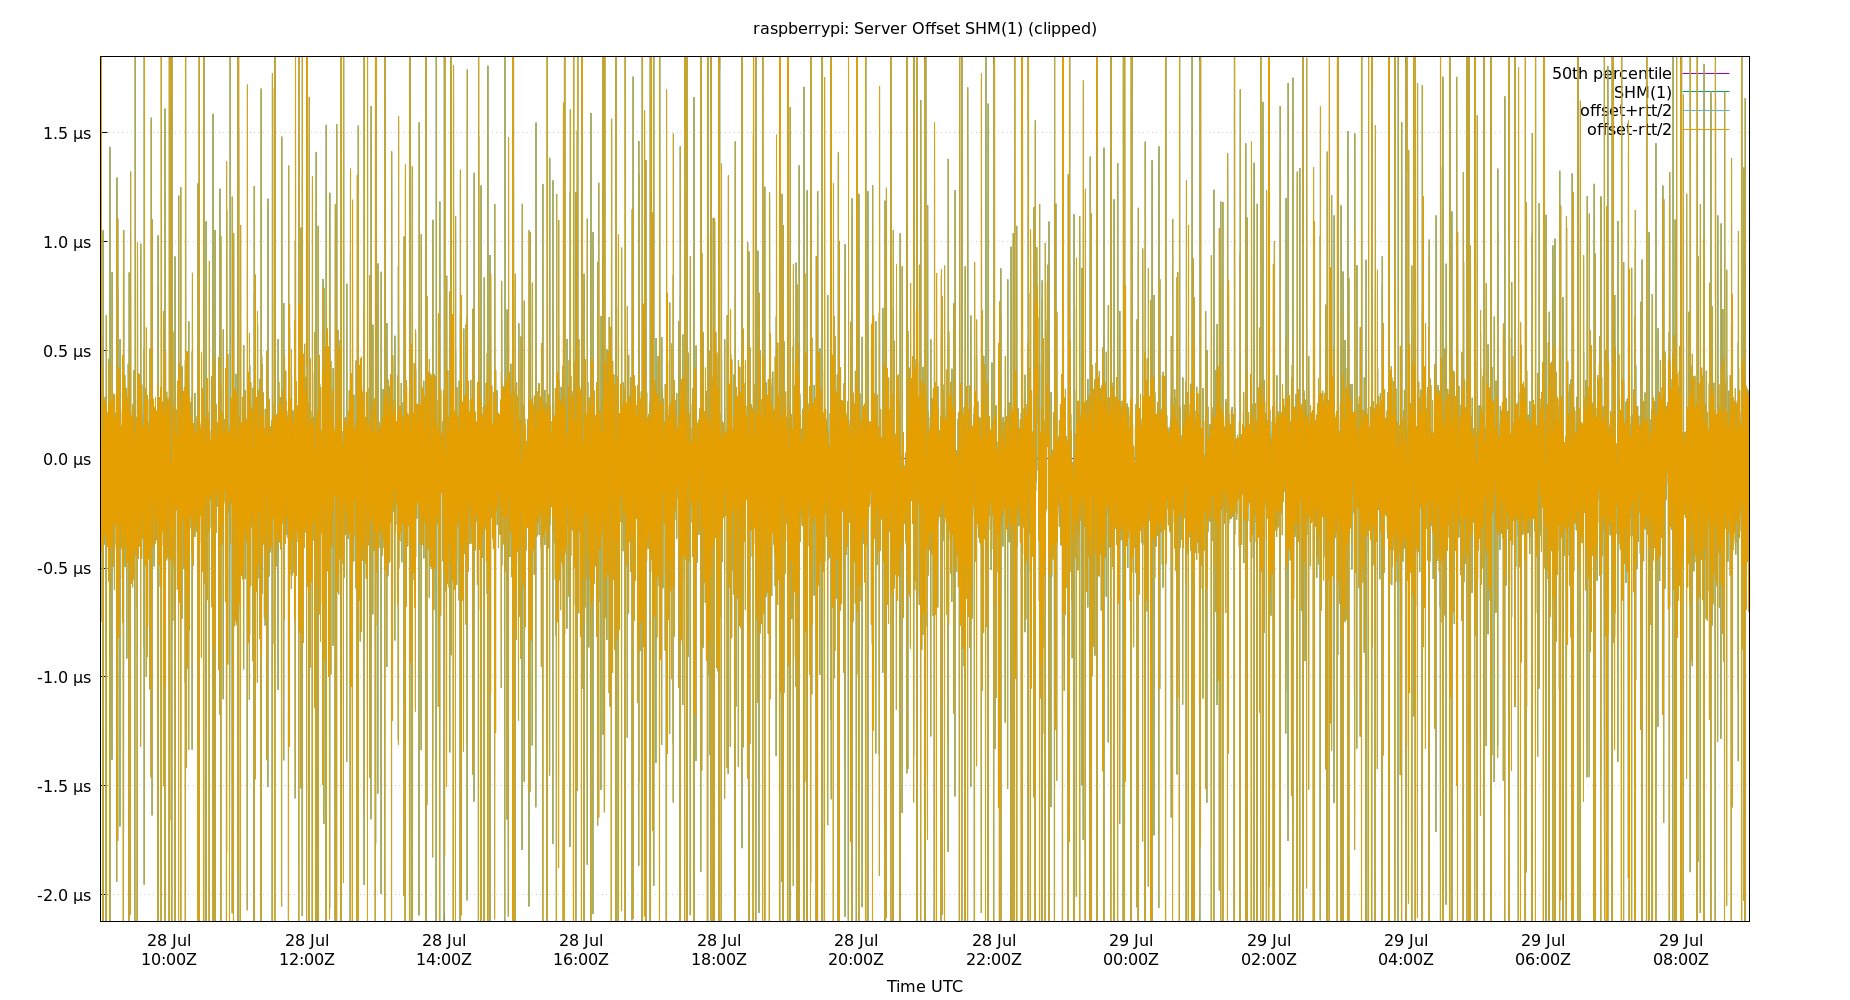 raspberrypi: Server Offset SHM(1) (clipped)
50th percentile
SHM(1)
offset+rtt/2
offset-rtt/2
1.5 µs
1.0 µs
0.5 µs
0.0 µs
-0.5 µs
-1.0 µs
-1.5 µs
-2.0 µs
28 Jul 28 Jul 28 Jul 28 Jul 28 Jul 28 Jul 28 Jul 29 Jul 29 Jul 29 Jul 29 Jul 29 Jul
10:00Z 12:00Z 14:00Z 16:00Z 18:00Z 20:00Z 22:00Z 00:00Z 02:00Z 04:00Z 06:00Z 08:00Z
Time UTC